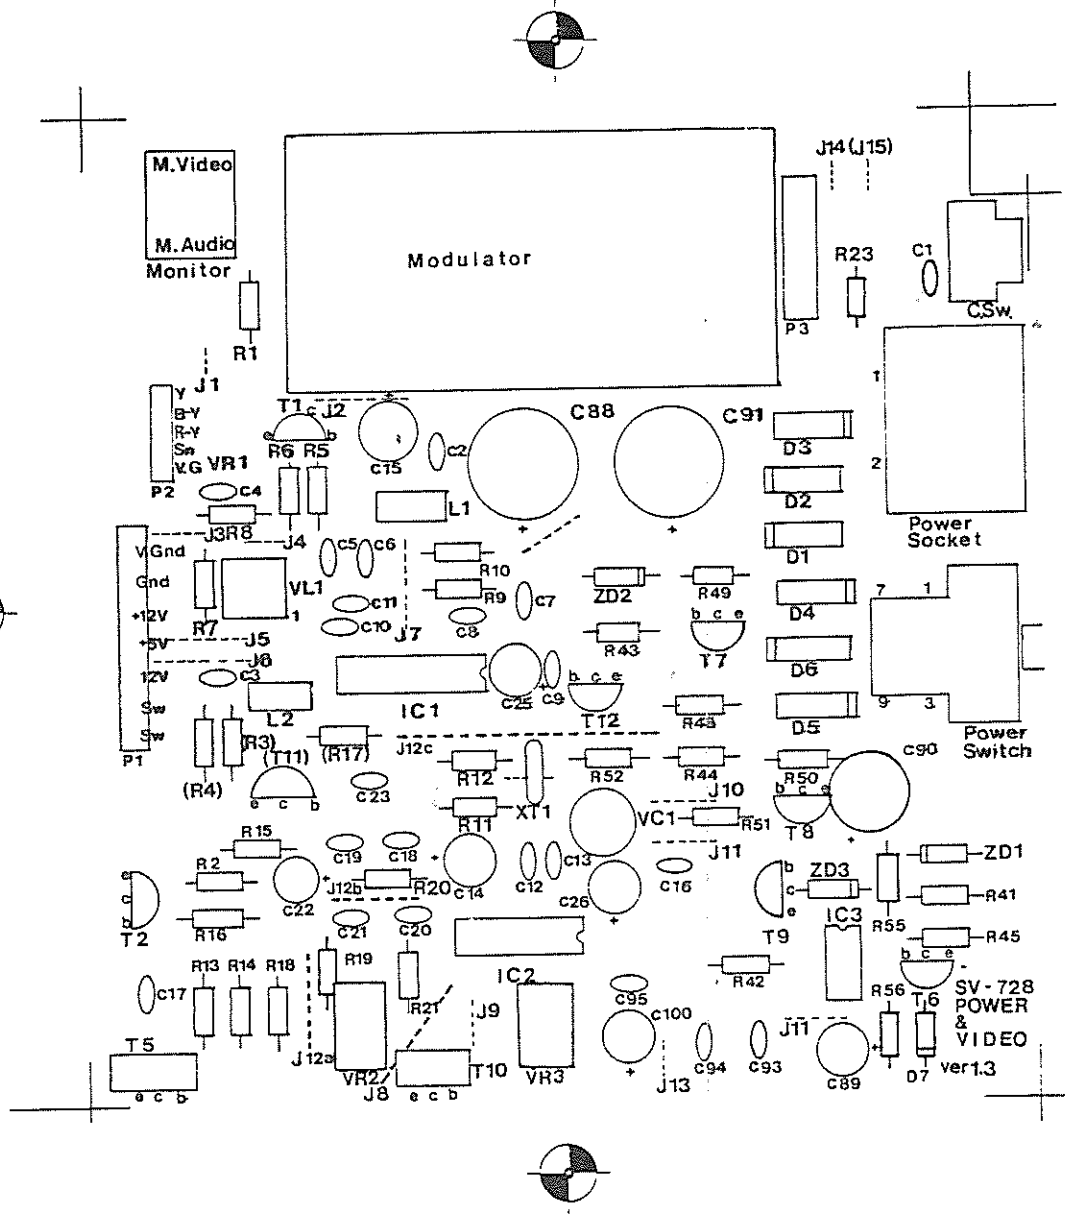 J14(J15)
M.Video
M.Audio
Monitor
Modulator
R23
C1
C.Sw.
P3
R1
J1
1
2
Y
B-Y
R-Y
Sn
V.G
P2
VR1
T1
c
J2
+
e
b
R6
R5
C15
C2
C88
C91
D3
D2
D1
Power
Socket
C4
L1
+
+
J3
R8
J4
V.Gnd
Gnd
+12V
+5V
12V
Sw
Sw
P1
R7
VL1
1
C5
C6
C11
C10
J7
R10
R9
C8
C7
ZD2
R49
b c e
R43
T7
D4
D6
D5
7
1
9
3
Power
Switch
J5
J6
C3
L2
IC1
C25
+
C9
b c e
T12
R48
(R4)
(R3)
(T11)
e c b
(R17)
J12c
R12
R11
XT1
R52
R44
R50
C90
+
b c e
T8
J10
R51
J11
VC1
C23
R15
R2
R16
C22
+
C19
C18
J12b
R20
C14
+
C12
C13
C26
+
C16
e
c
b
T2
C21
C20
IC2
b
c
e
T9
ZD3
IC3
R55
ZD1
R41
R45
b c e
T6
R42
R13
R14
R18
R19
R21
C17
T5
e c b
J12a
VR2
J8
J9
T10
e c b
VR3
C95
C100
+
J13
C94
C93
J11
C89
+
R56
D7
SV-728
POWER
&
VIDEO
ver1.3